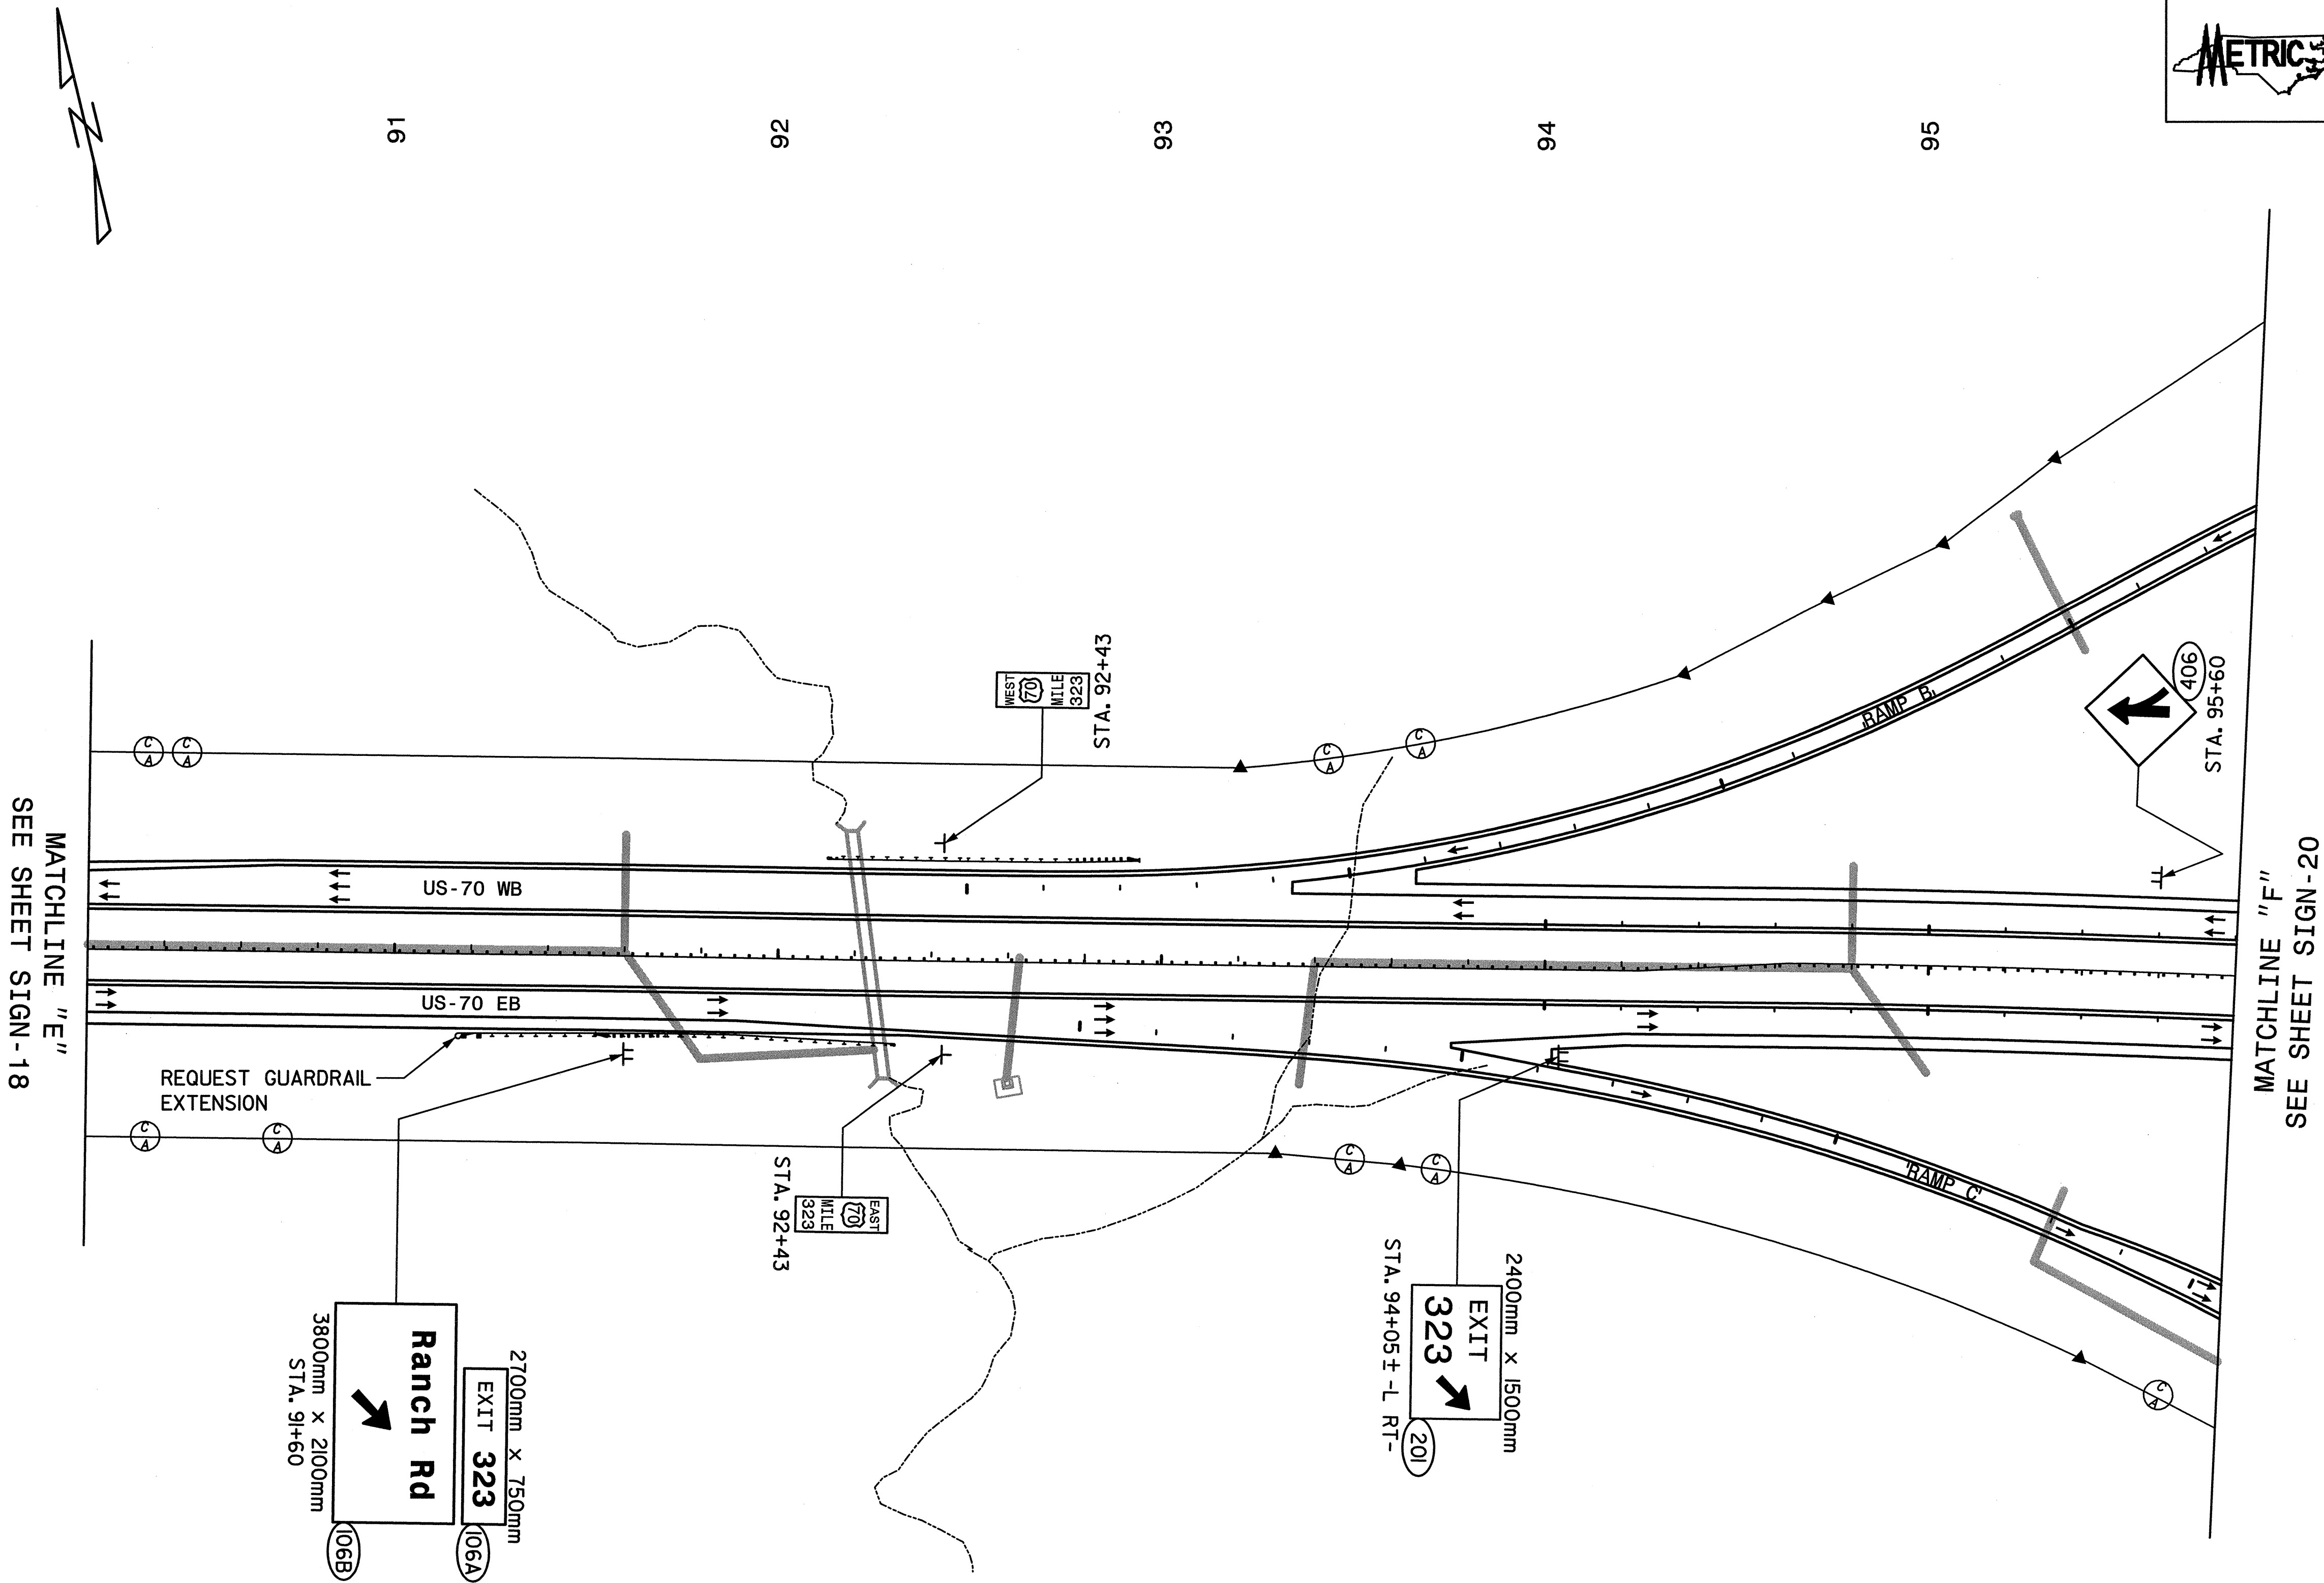 METRIC
91
92
93
94
95
MATCHLINE "E"
SEE SHEET SIGN-18
MATCHLINE "F"
SEE SHEET SIGN-20
WEST
70
MILE
323
STA. 92+43
406
STA. 95+60
RAMP B
C
A
C
A
C
A
C
A
US-70 WB
US-70 EB
REQUEST GUARDRAIL
EXTENSION
C
A
C
A
C
A
C
A
C
A
RAMP C
EAST
70
MILE
323
STA. 92+43
2400mm x 1500mm
EXIT
323
STA. 94+05± -L RT-
201
2700mm x 750mm
EXIT 323
106A
Ranch Rd
3800mm x 2100mm
STA. 91+60
106B